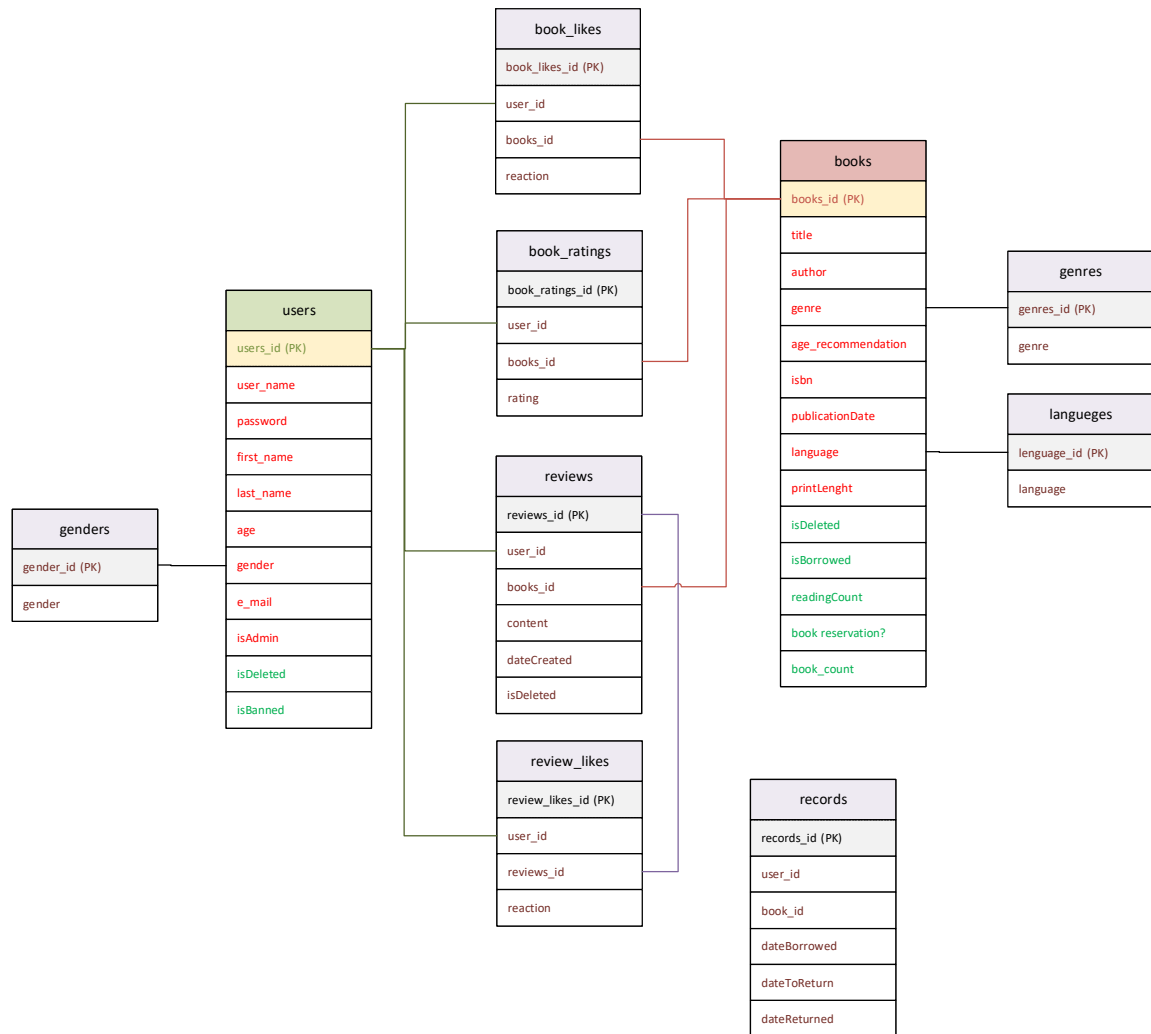 book_likes
book_likes_id (PK)
user_id
books_id
reaction
book_ratings
book_ratings_id (PK)
user_id
books_id
rating
reviews
reviews_id (PK)
user_id
books_id
content
dateCreated
isDeleted
review_likes
review_likes_id (PK)
user_id
reviews_id
reaction
users
users_id (PK)
user_name
password
first_name
last_name
age
gender
e_mail
isAdmin
isDeleted
isBanned
genders
gender_id (PK)
gender
books
books_id (PK)
title
author
genre
age_recommendation
isbn
publicationDate
language
printLenght
isDeleted
isBorrowed
readingCount
book reservation?
book_count
genres
genres_id (PK)
genre
langueges
lenguage_id (PK)
language
records
records_id (PK)
user_id
book_id
dateBorrowed
dateToReturn
dateReturned